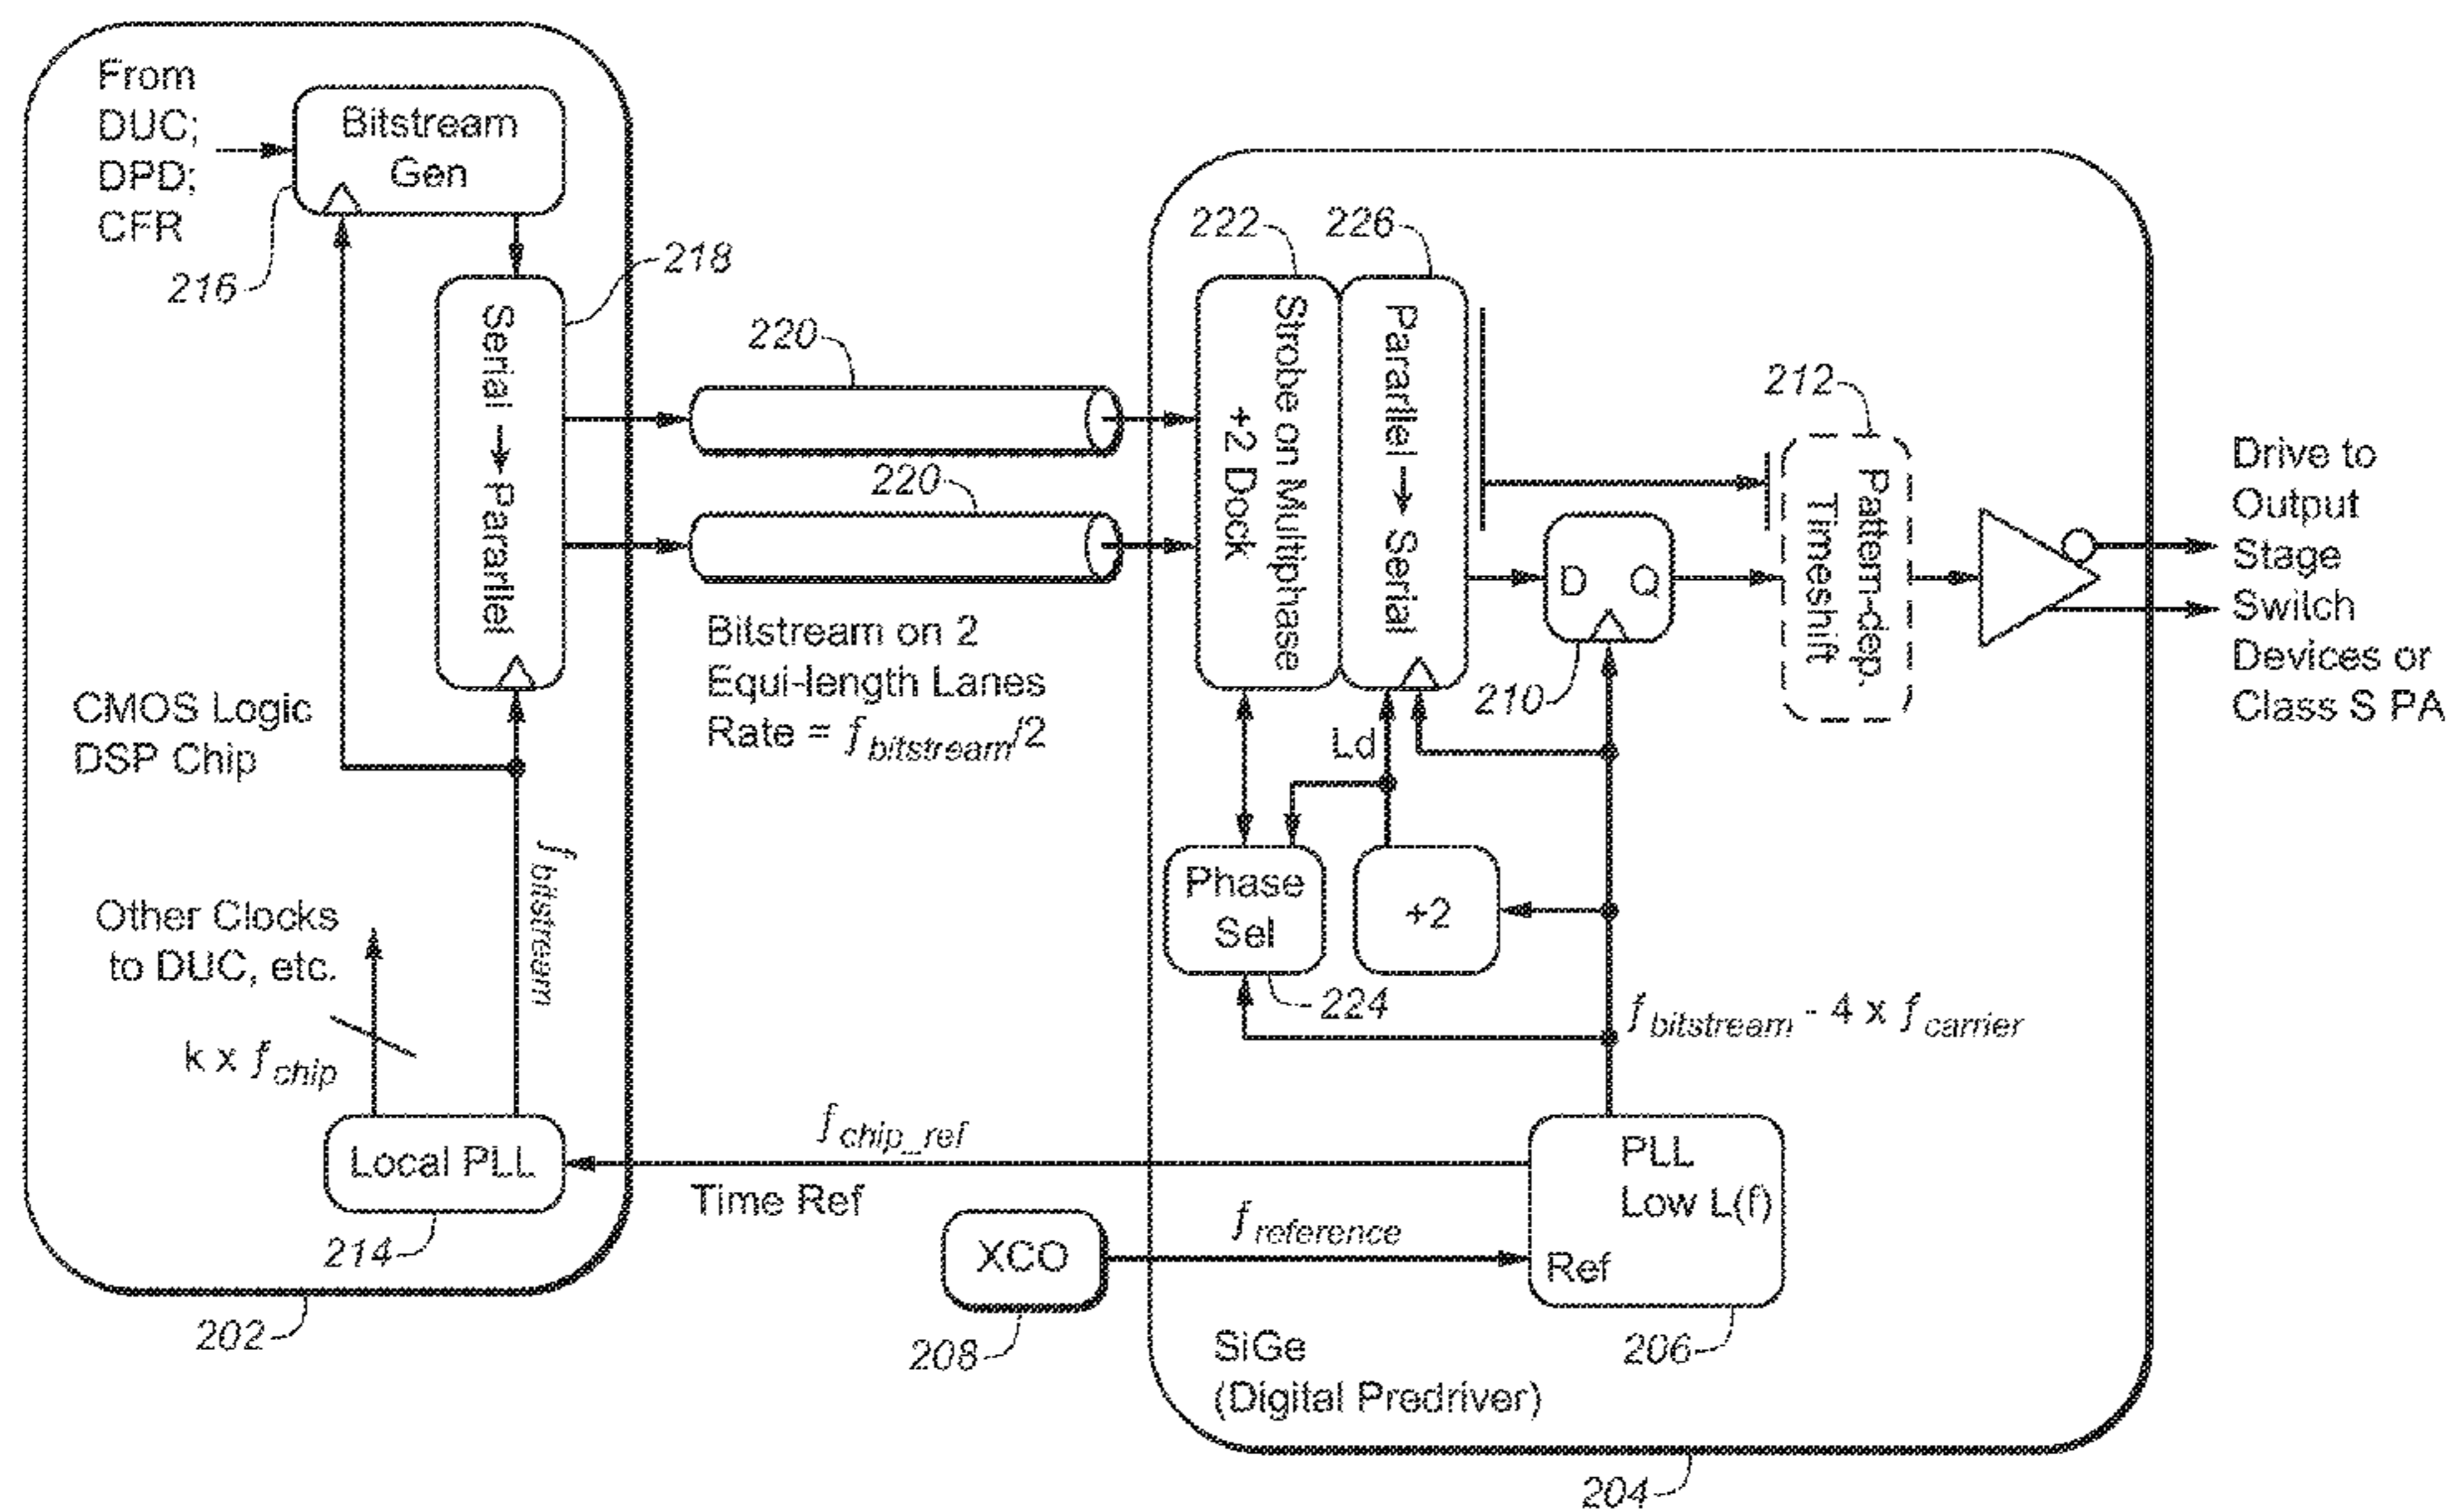 From
DUC;
DPD;
CFR
Bitstream
Gen
216
218
Serial → Pararllel
CMOS Logic
DSP Chip
f bitstream
Other Clocks
to DUC, etc.
k x f chip
Local PLL
214
202
220
220
Bitstream on 2
Equi-length Lanes
Rate = f bitstream/2
f chip_ref
Time Ref
XCO
208
f reference
222
226
Strobe on Multiphase
+2 Dock
Pararllel → Serial
Ld
Phase
Sel
224
+2
D Q
210
212
Pattem-dep.
Timeshift
f bitstream - 4 x f carrier
PLL
Low L(f)
Ref
206
SiGe
(Digital Predriver)
204
Drive to
Output
Stage
Switch
Devices or
Class S PA